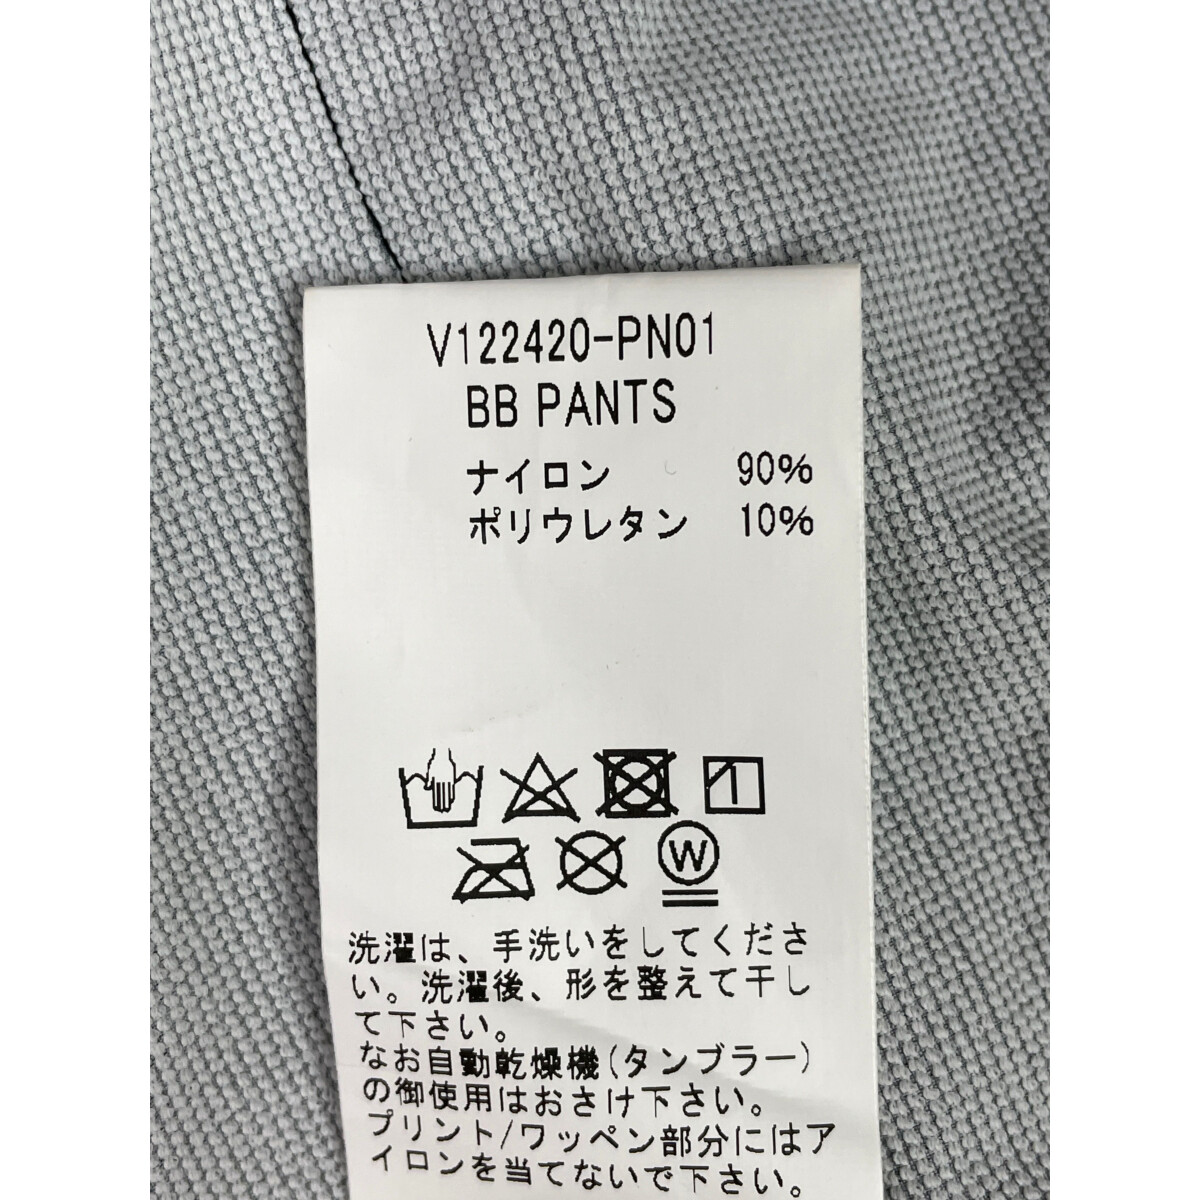 V122420-PN01
BB PANTS
ナイロン 90%
ポリウレタン 10%
W
洗濯は、手洗いをしてくださ
い。洗濯後、形を整えて干し
て下さい。
なお自動乾燥機(タンブラー)
の御使用はおさけ下さい。
プリント/ワッペン部分にはア
イロンを当てないで下さい。